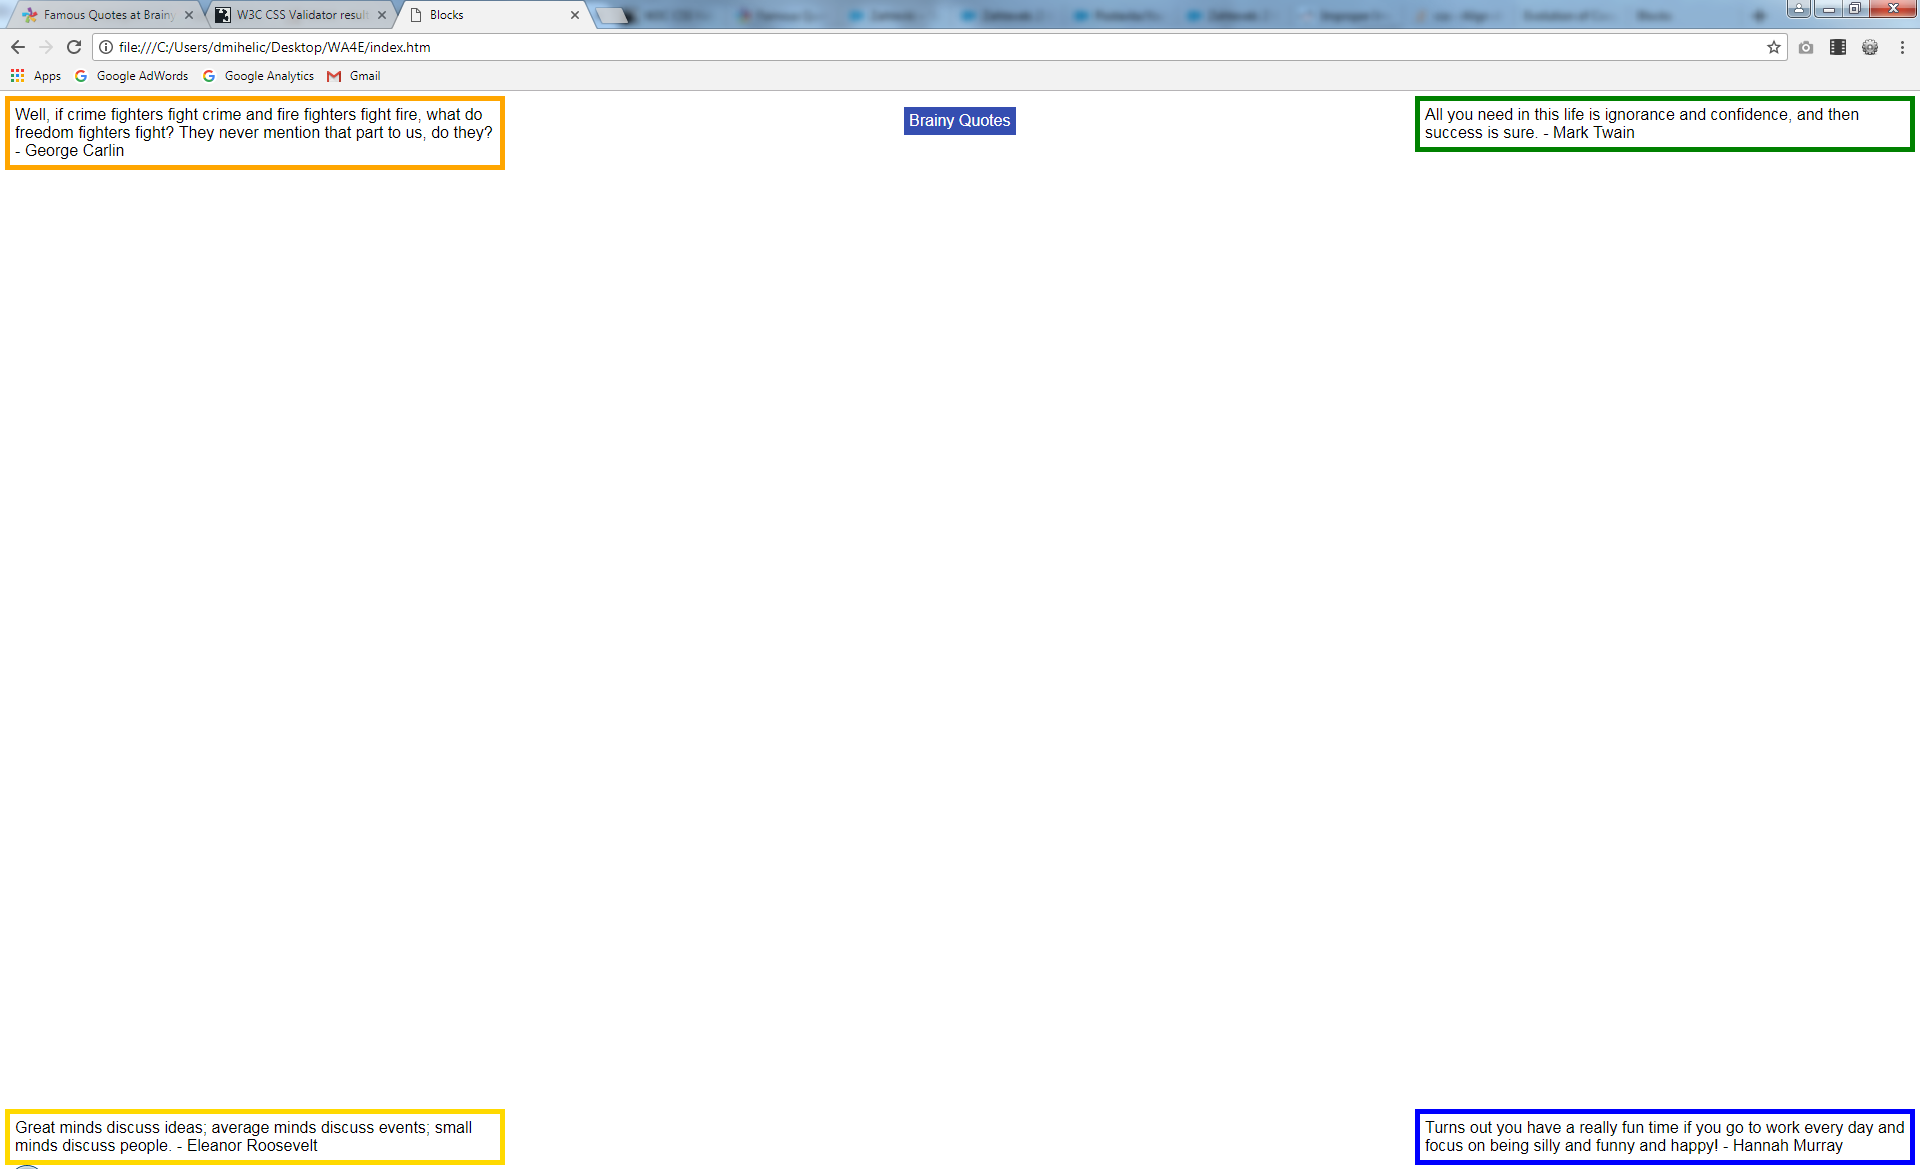 Famous Quotes at Brainy
W3C CSS Validator result
Blocks
file:///C:/Users/dmihelic/Desktop/WA4E/index.htm
Apps
Google AdWords
Google Analytics
Gmail
Well, if crime fighters fight crime and fire fighters fight fire, what do
freedom fighters fight? They never mention that part to us, do they?
- George Carlin
Brainy Quotes
All you need in this life is ignorance and confidence, and then
success is sure. - Mark Twain
Great minds discuss ideas; average minds discuss events; small
minds discuss people. - Eleanor Roosevelt
Turns out you have a really fun time if you go to work every day and
focus on being silly and funny and happy! - Hannah Murray